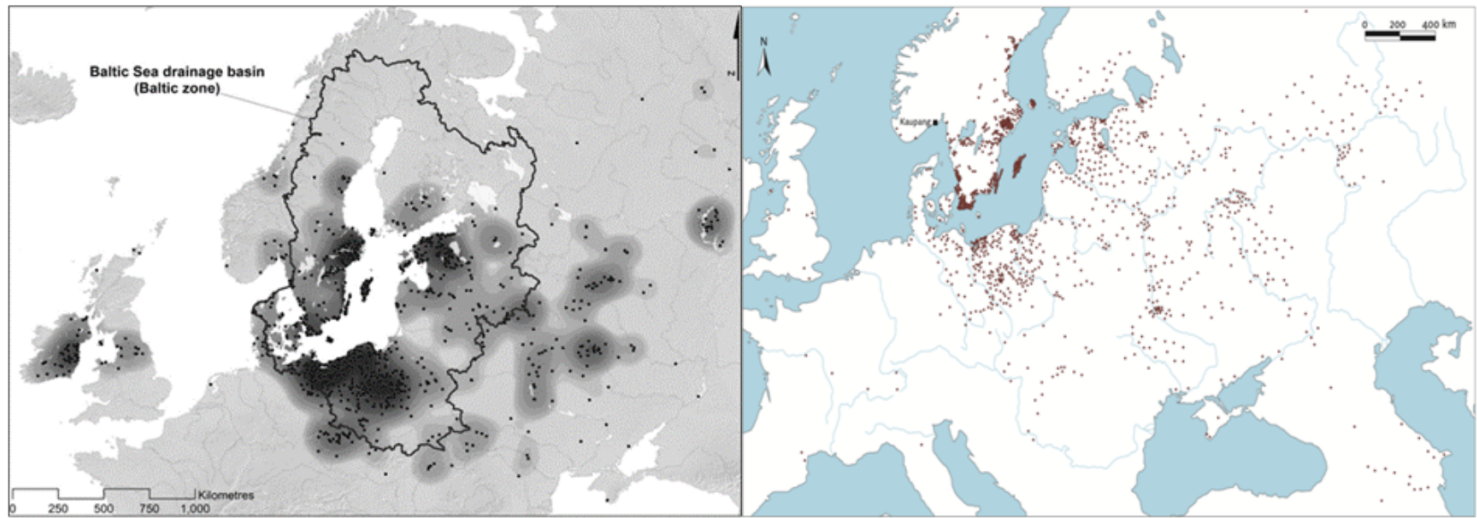 Baltic Sea drainage basin
(Baltic zone)
N
0 250 500 750 1,000 Kilometres
N
0 200 400 km
Kaupang